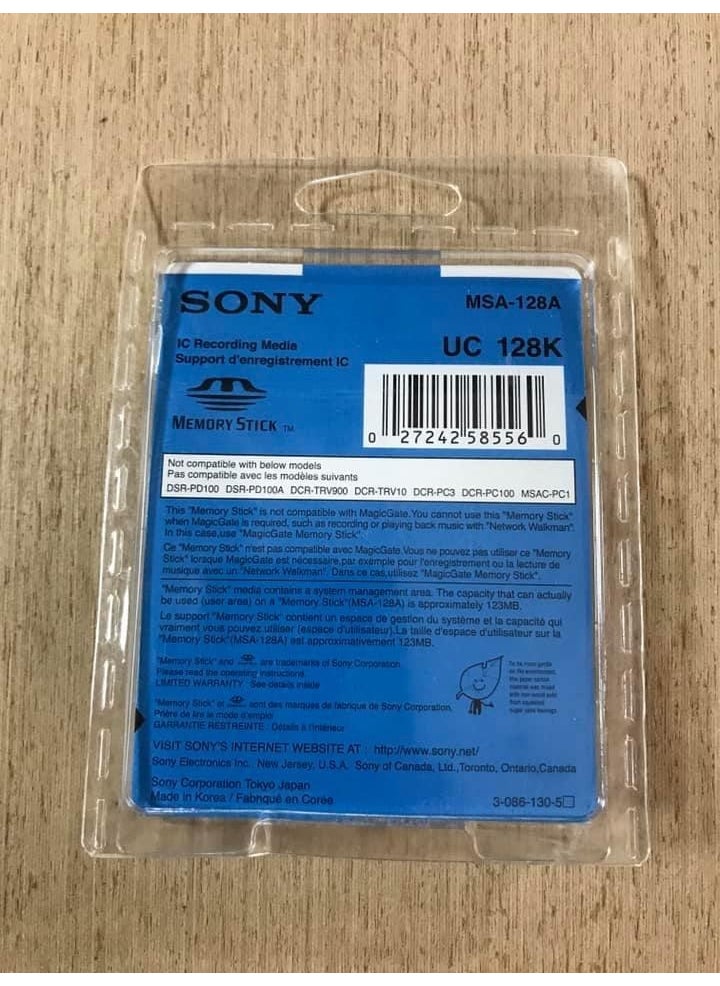 SONY
MSA-128A
IC Recording Media
Support d'enregistrement IC
UC 128K
MEMORY STICK ™
0 27242 58556 0
Not compatible with below models
Pas compatible avec les modèles suivants
DSR-PD100 DSR-PD100A DCR-TRV900 DCR-TRV10 DCR-PC3 DCR-PC100 MSAC-PC1
This "Memory Stick" is not compatible with MagicGate.You cannot use this "Memory Stick"
when MagicGate is required, such as recording or playing back music with "Network Walkman".
In this case,use "MagicGate Memory Stick".
Ce "Memory Stick" n'est pas compatible avec MagicGate.Vous ne pouvez pas utiliser ce "Memory
Stick" lorsque MagicGate est nécessaire,par exemple pour l'enregistrement ou la lecture de
musique avec un "Network Walkman". Dans ce cas,utilisez "MagicGate Memory Stick".
"Memory Stick" media contains a system management area. The capacity that can actually
be used (user area) on a "Memory Stick"(MSA-128A) is approximately 123MB.
Le support "Memory Stick" contient un espace de gestion du système et la capacité qui
vraiment vous pouvez utiliser (espace d'utilisateur).La taille d'espace d'utilisateur sur la
"Memory Stick"(MSA-128A) est approximativement 123MB.
"Memory Stick" and are trademarks of Sony Corporation.
Please read the operating instructions.
LIMITED WARRANTY : See details inside
"Memory Stick" et sont des marques de fabrique de Sony Corporation.
Prière de lire le mode d'emploi
GARANTIE RESTREINTE : Détails à l'intérieur
VISIT SONY'S INTERNET WEBSITE AT : http://www.sony.net/
Sony Electronics Inc. New Jersey, U.S.A. Sony of Canada, Ltd.,Toronto, Ontario,Canada
Sony Corporation Tokyo Japan
Made in Korea / Fabriqué en Corée
3-086-130-5